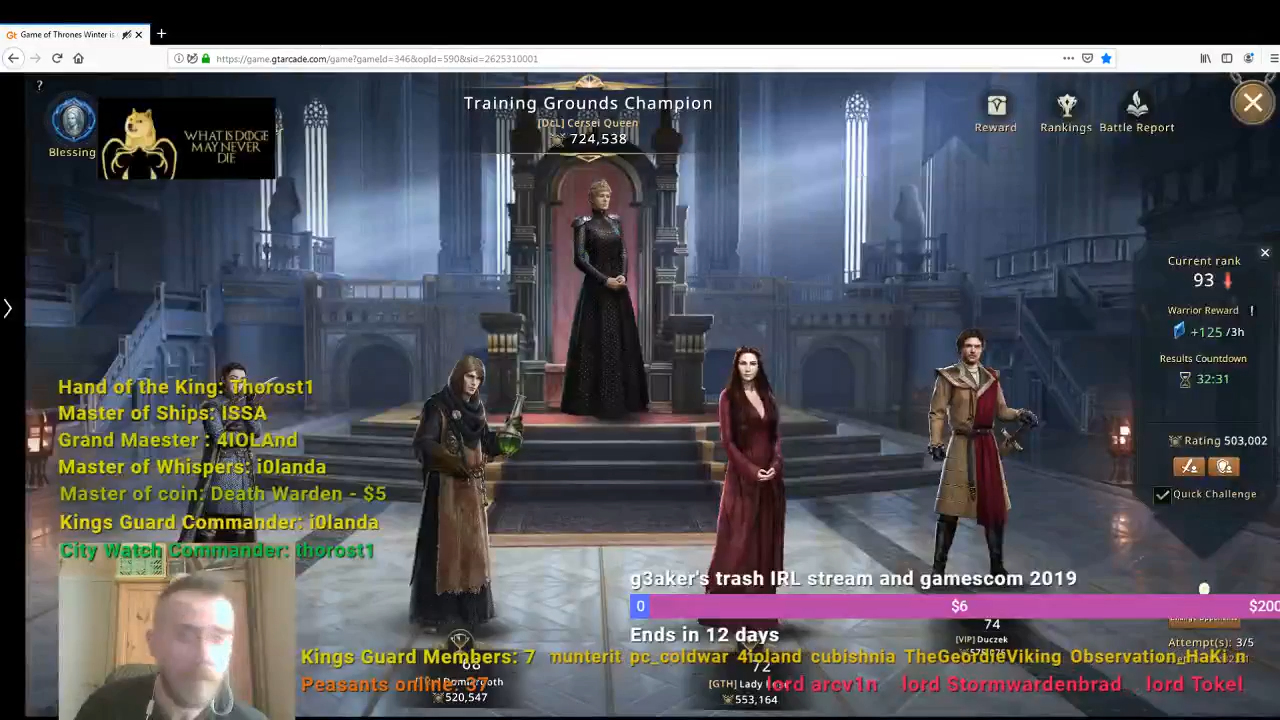 Game of Thrones Winter is
https://game.gtarcade.com/game?gameId=346&opId=590&sid=2625310001
?
Training Grounds Champion
[DcL] Cersei Queen
724,538
Blessing
WHAT IS DOGE
MAY NEVER
DIE
Reward
Rankings
Battle Report
Current rank
93
Warrior Reward !
+125 /3h
Results Countdown
32:31
Rating 503,002
Quick Challenge
Hand of the King: Thorost1
Master of Ships: ISSA
Grand Maester : 4IOLAnd
Master of Whispers: i0landa
Master of coin: Death Warden - $5
Kings Guard Commander: i0landa
City Watch Commander: thorost1
g3aker's trash IRL stream and gamescom 2019
0 $6 $200
Ends in 12 days
74
[VIP] Duczek
Attempt(s): 3/5
Kings Guard Members: 7 munterit pc_coldwar 4ioland cubishnia TheGeordieViking Observation HaKi n
72
Peasants online: 37
[GTH] Lady
lord arcv1n lord Stormwardenbrad lord Tokel
520,547
553,164